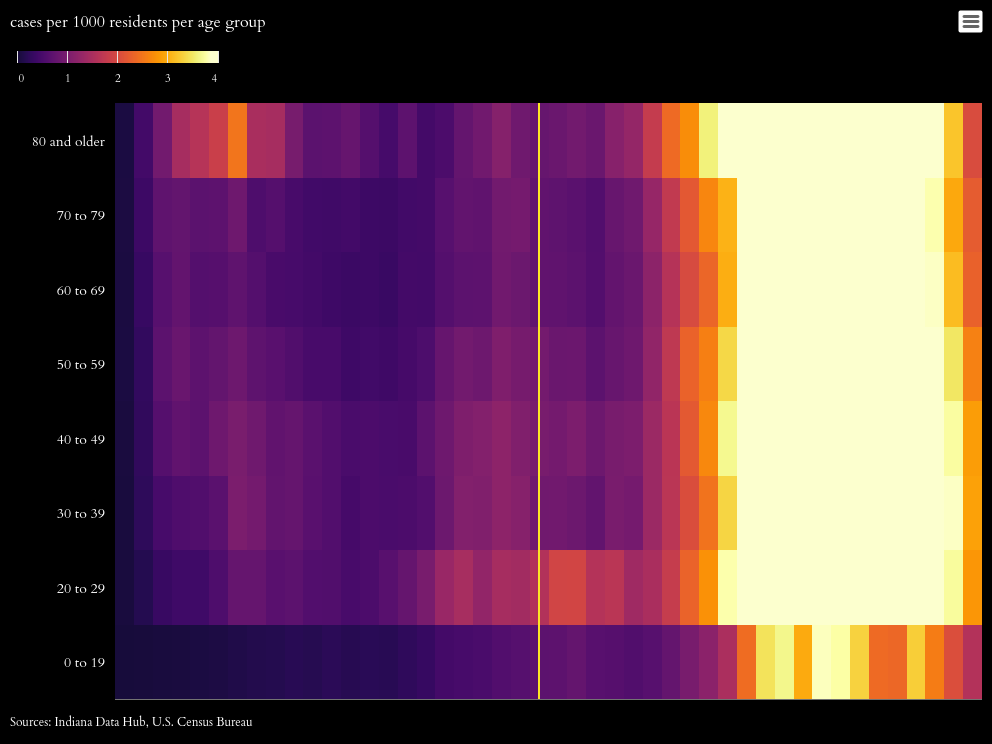 cases per 1000 residents per age group
0 1 2 3 4
80 and older
70 to 79
60 to 69
50 to 59
40 to 49
30 to 39
20 to 29
0 to 19
Sources: Indiana Data Hub, U.S. Census Bureau